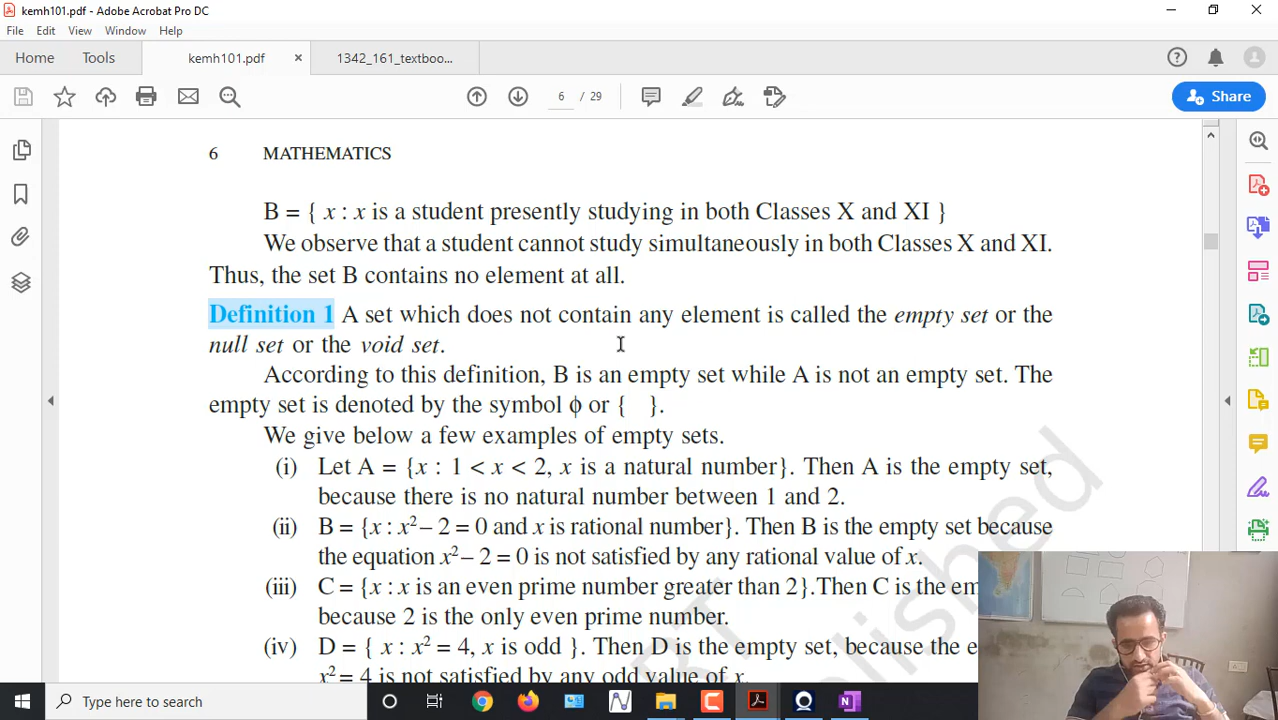 kemh101.pdf - Adobe Acrobat Pro DC
File Edit View Window Help
Home Tools kemh101.pdf × 1342_161_textboo...
6 / 29 Share
6 MATHEMATICS
B = { x : x is a student presently studying in both Classes X and XI }
We observe that a student cannot study simultaneously in both Classes X and XI.
Thus, the set B contains no element at all.
Definition 1 A set which does not contain any element is called the empty set or the
null set or the void set.
According to this definition, B is an empty set while A is not an empty set. The
empty set is denoted by the symbol ϕ or { }.
We give below a few examples of empty sets.
(i) Let A = {x : 1 < x < 2, x is a natural number}. Then A is the empty set,
because there is no natural number between 1 and 2.
(ii) B = {x : x² – 2 = 0 and x is rational number}. Then B is the empty set because
the equation x² – 2 = 0 is not satisfied by any rational value of x.
(iii) C = {x : x is an even prime number greater than 2}.Then C is the em
because 2 is the only even prime number.
(iv) D = { x : x² = 4, x is odd }. Then D is the empty set, because the e
x² = 4 is not satisfied by any odd value of x.
Type here to search